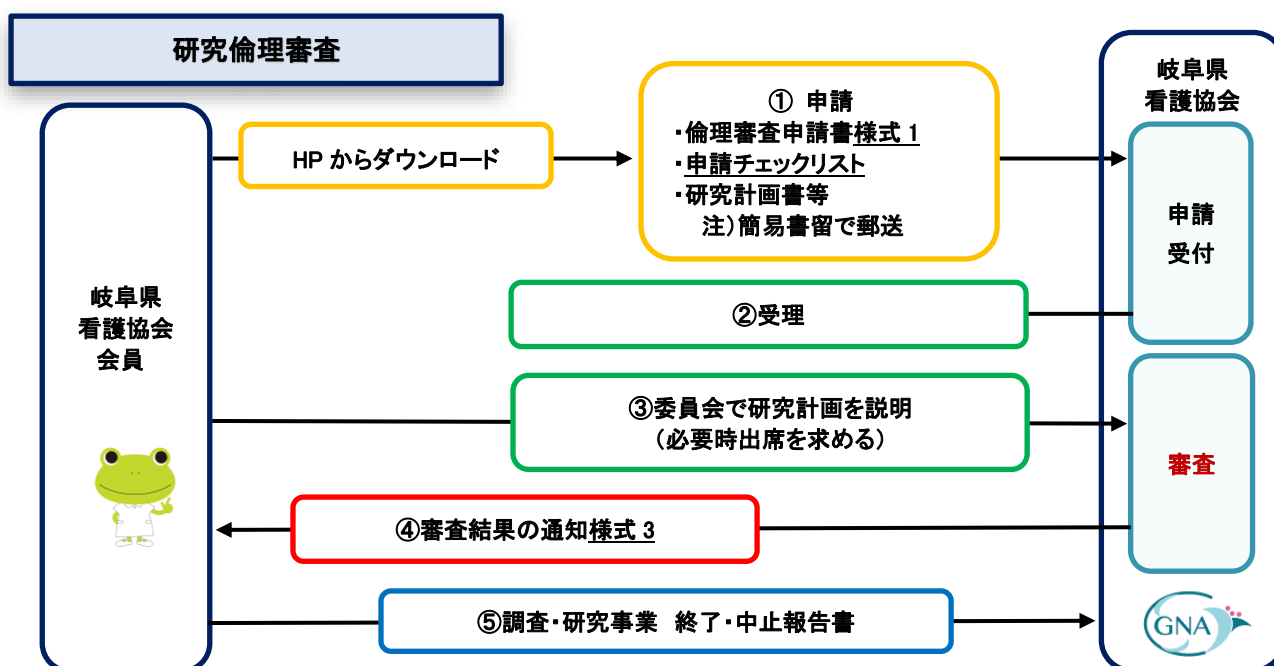 研究倫理審査
岐阜県
看護協会
会員
HP からダウンロード
① 申請
・倫理審査申請書様式 1
・申請チェックリスト
・研究計画書等
注）簡易書留で郵送
岐阜県
看護協会
申請
受付
②受理
③委員会で研究計画を説明
（必要時出席を求める）
審査
④審査結果の通知様式 3
⑤調査・研究事業 終了・中止報告書
GNA